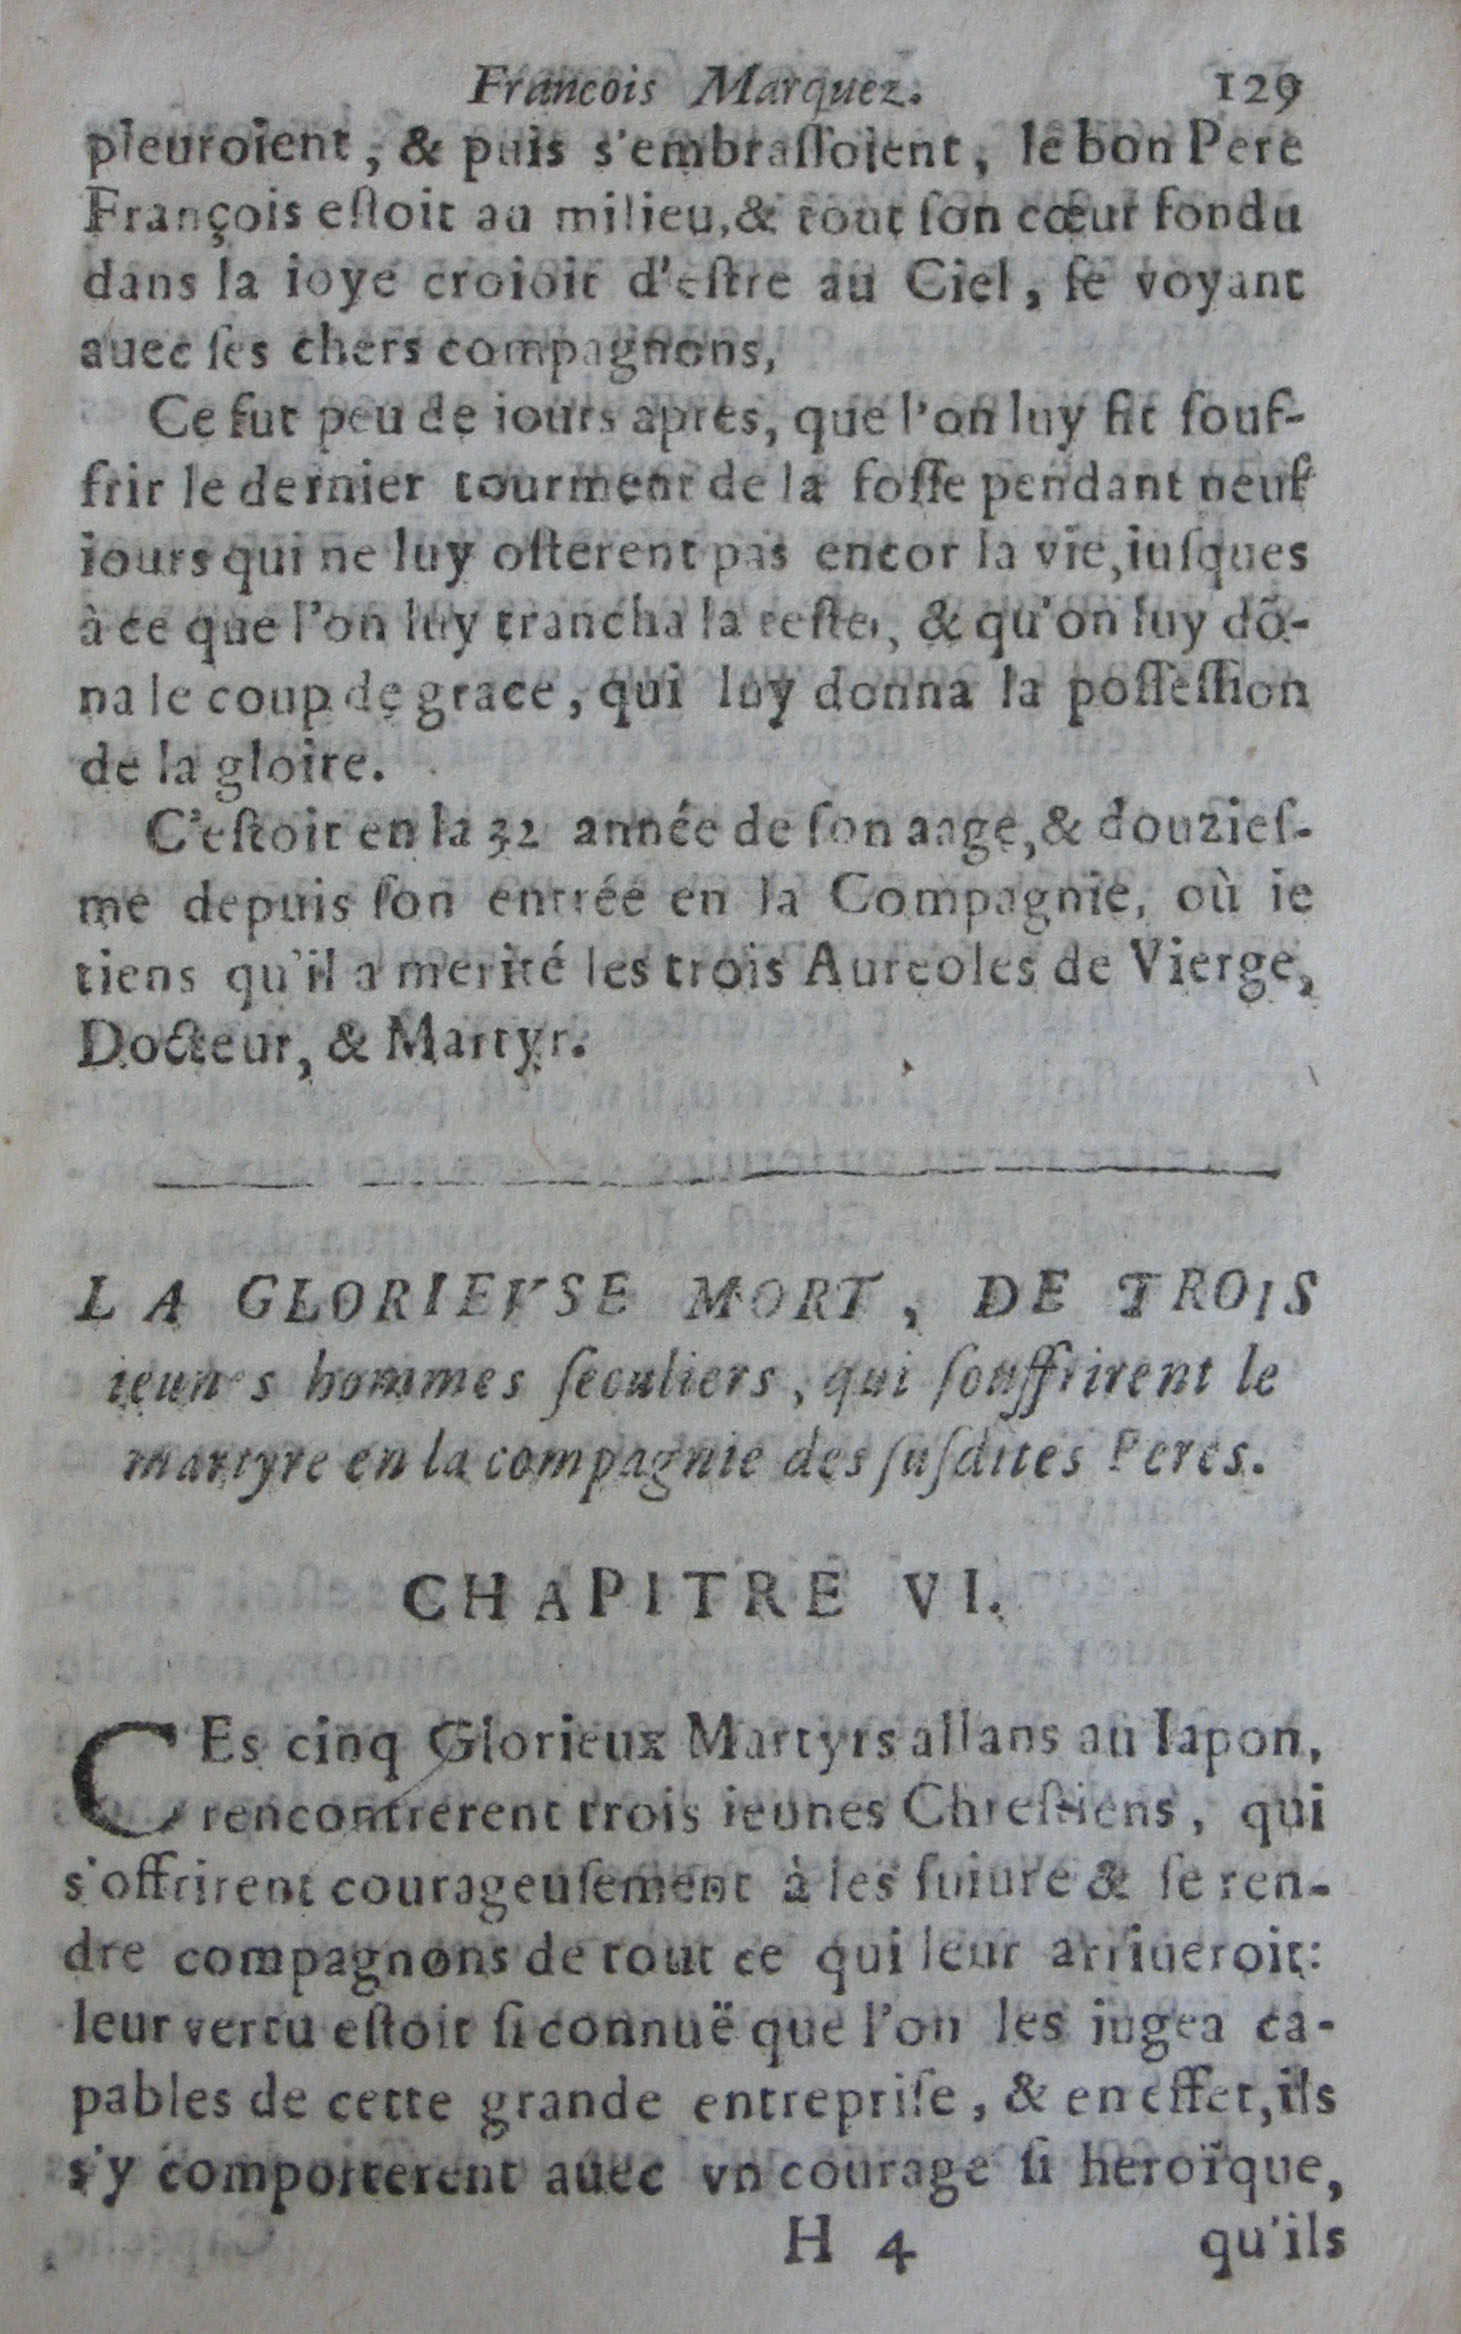 Francois Marquez. 129
pleuroient, & puis s'embraſſoient, le bon Pere
François eſtoit au milieu, & tout ſon cœur fondu
dans la ioye croioit d'eſtre au Ciel, ſe voyant
auec ſes chers compagnons,
Ce fut peu de iours apres, que l'on luy fit ſouf-
frir le dernier tourment de la foſſe pendant neuf
iours qui ne luy oſterent pas encor la vie, iuſques
à ce que l'on luy trancha la teſte, & qu'on luy dõ-
na le coup de grace, qui luy donna la poſſeſſion
de la gloire.
C'eſtoit en la 32 année de ſon aage, & douzieſ-
me depuis ſon entrée en la Compagnie, où ie
tiens qu'il a merité les trois Aureoles de Vierge,
Docteur, & Martyr.
LA GLORIEVSE MORT, DE TROIS
ieunes hommes ſeculiers, qui ſouffrirent le
martyre en la compagnie des ſuſdites Peres.
CHAPITRE VI.
CEs cinq Glorieux Martyrs allans au Iapon,
rencontrerent trois ieunes Chreſtiens, qui
s'offrirent courageuſement à les ſuiure & ſe ren-
dre compagnons de tout ce qui leur arriueroit:
leur vertu eſtoit ſi connuë que l'on les iugea ca-
pables de cette grande entrepriſe, & en effet, ils
s'y comporterent auec vn courage ſi heroïque,
H 4 qu'ils